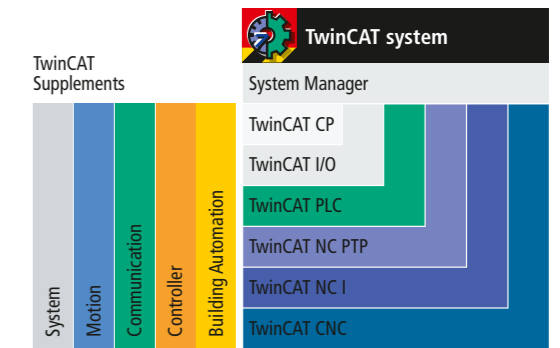 TwinCAT
Supplements
System
Motion
Communication
Controller
Building Automation
TwinCAT system
System Manager
TwinCAT CP
TwinCAT I/O
TwinCAT PLC
TwinCAT NC PTP
TwinCAT NC I
TwinCAT CNC